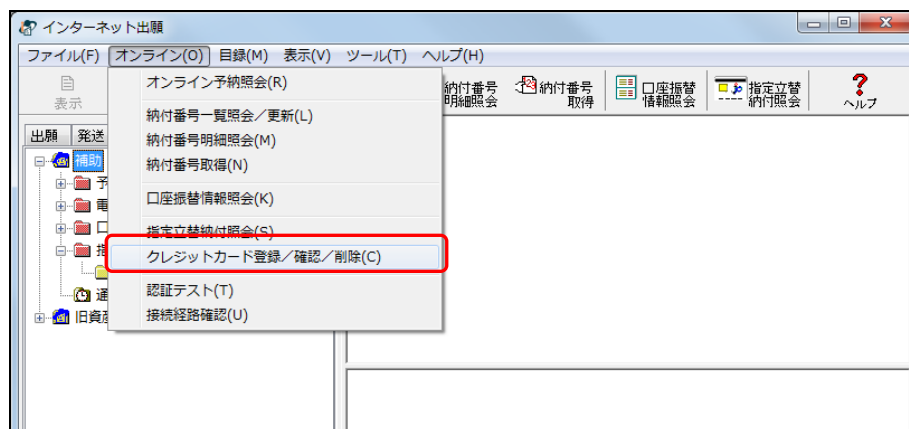 インターネット出願
ファイル(F) オンライン(O) 目録(M) 表示(V) ツール(T) ヘルプ(H)
表示
納付番号
明細照会
納付番号
取得
口座振替
情報照会
指定立替
納付照会
ヘルプ
オンライン予納照会(R)
納付番号一覧照会／更新(L)
納付番号明細照会(M)
納付番号取得(N)
口座振替情報照会(K)
指定立替納付照会(S)
クレジットカード登録／確認／削除(C)
認証テスト(T)
接続経路確認(U)
出願 発送
補助
予
電
口
指
通
旧資